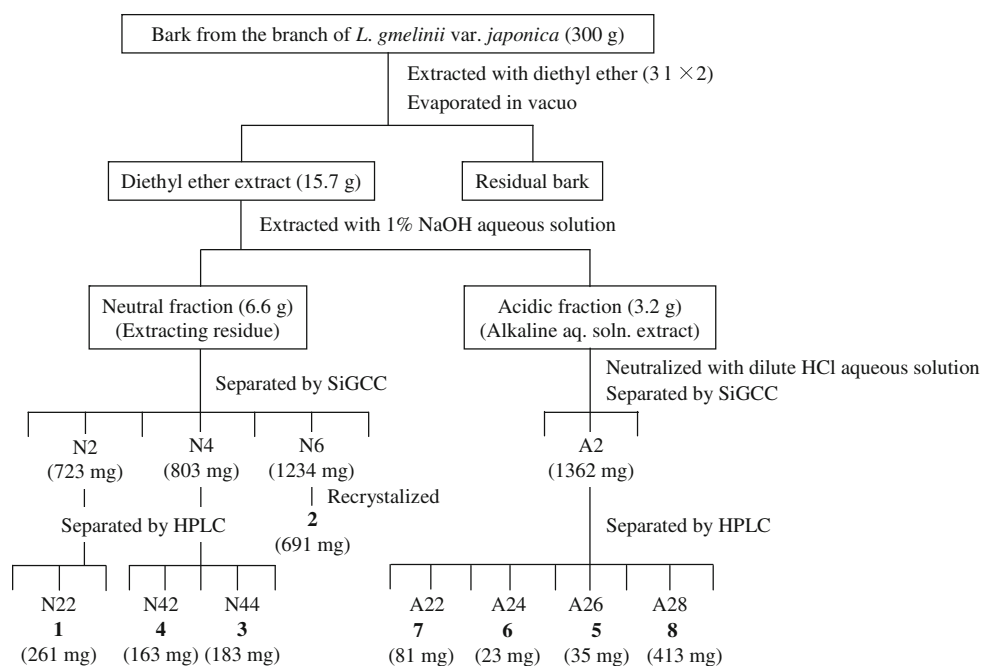 Bark from the branch of L. gmelinii var. japonica (300 g)
Extracted with diethyl ether (3 l ×2)
Evaporated in vacuo
Diethyl ether extract (15.7 g)
Residual bark
Extracted with 1% NaOH aqueous solution
Neutral fraction (6.6 g)
(Extracting residue)
Acidic fraction (3.2 g)
(Alkaline aq. soln. extract)
Separated by SiGCC
Neutralized with dilute HCl aqueous solution
Separated by SiGCC
N2
(723 mg)
N4
(803 mg)
N6
(1234 mg)
A2
(1362 mg)
Recrystalized
2
(691 mg)
Separated by HPLC
Separated by HPLC
N22
1
(261 mg)
N42
4
(163 mg)
N44
3
(183 mg)
A22
7
(81 mg)
A24
6
(23 mg)
A26
5
(35 mg)
A28
8
(413 mg)